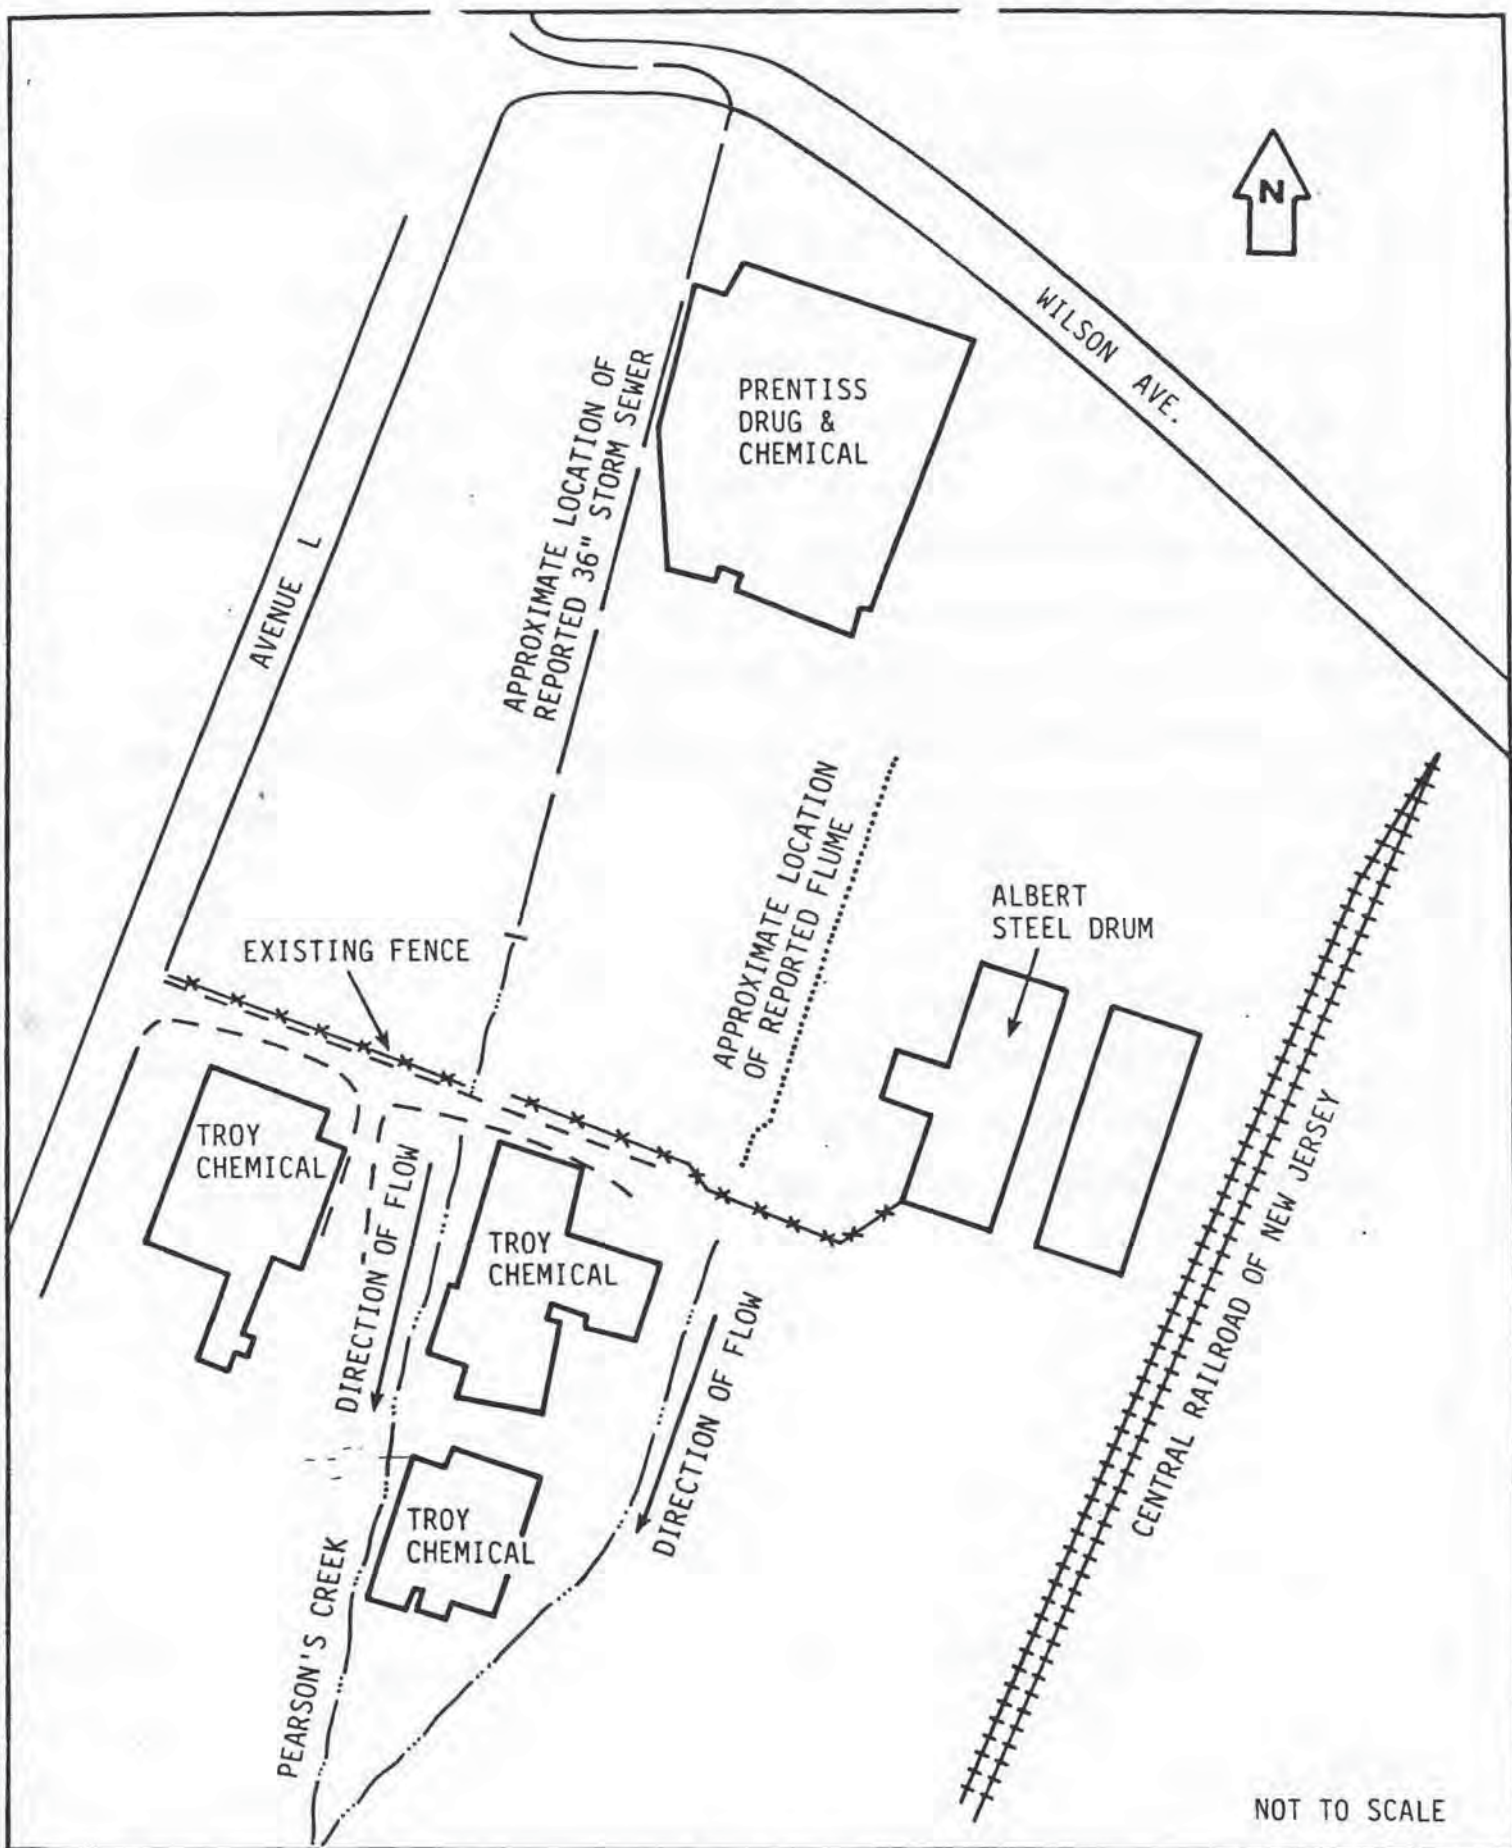 N
WILSON AVE.
PRENTISS
DRUG &
CHEMICAL
APPROXIMATE LOCATION OF
REPORTED 36" STORM SEWER
AVENUE L
APPROXIMATE LOCATION
OF REPORTED FLUME
ALBERT
STEEL DRUM
EXISTING FENCE
TROY
CHEMICAL
DIRECTION OF FLOW
TROY
CHEMICAL
DIRECTION OF FLOW
CENTRAL RAILROAD OF NEW JERSEY
TROY
CHEMICAL
PEARSON'S CREEK
NOT TO SCALE